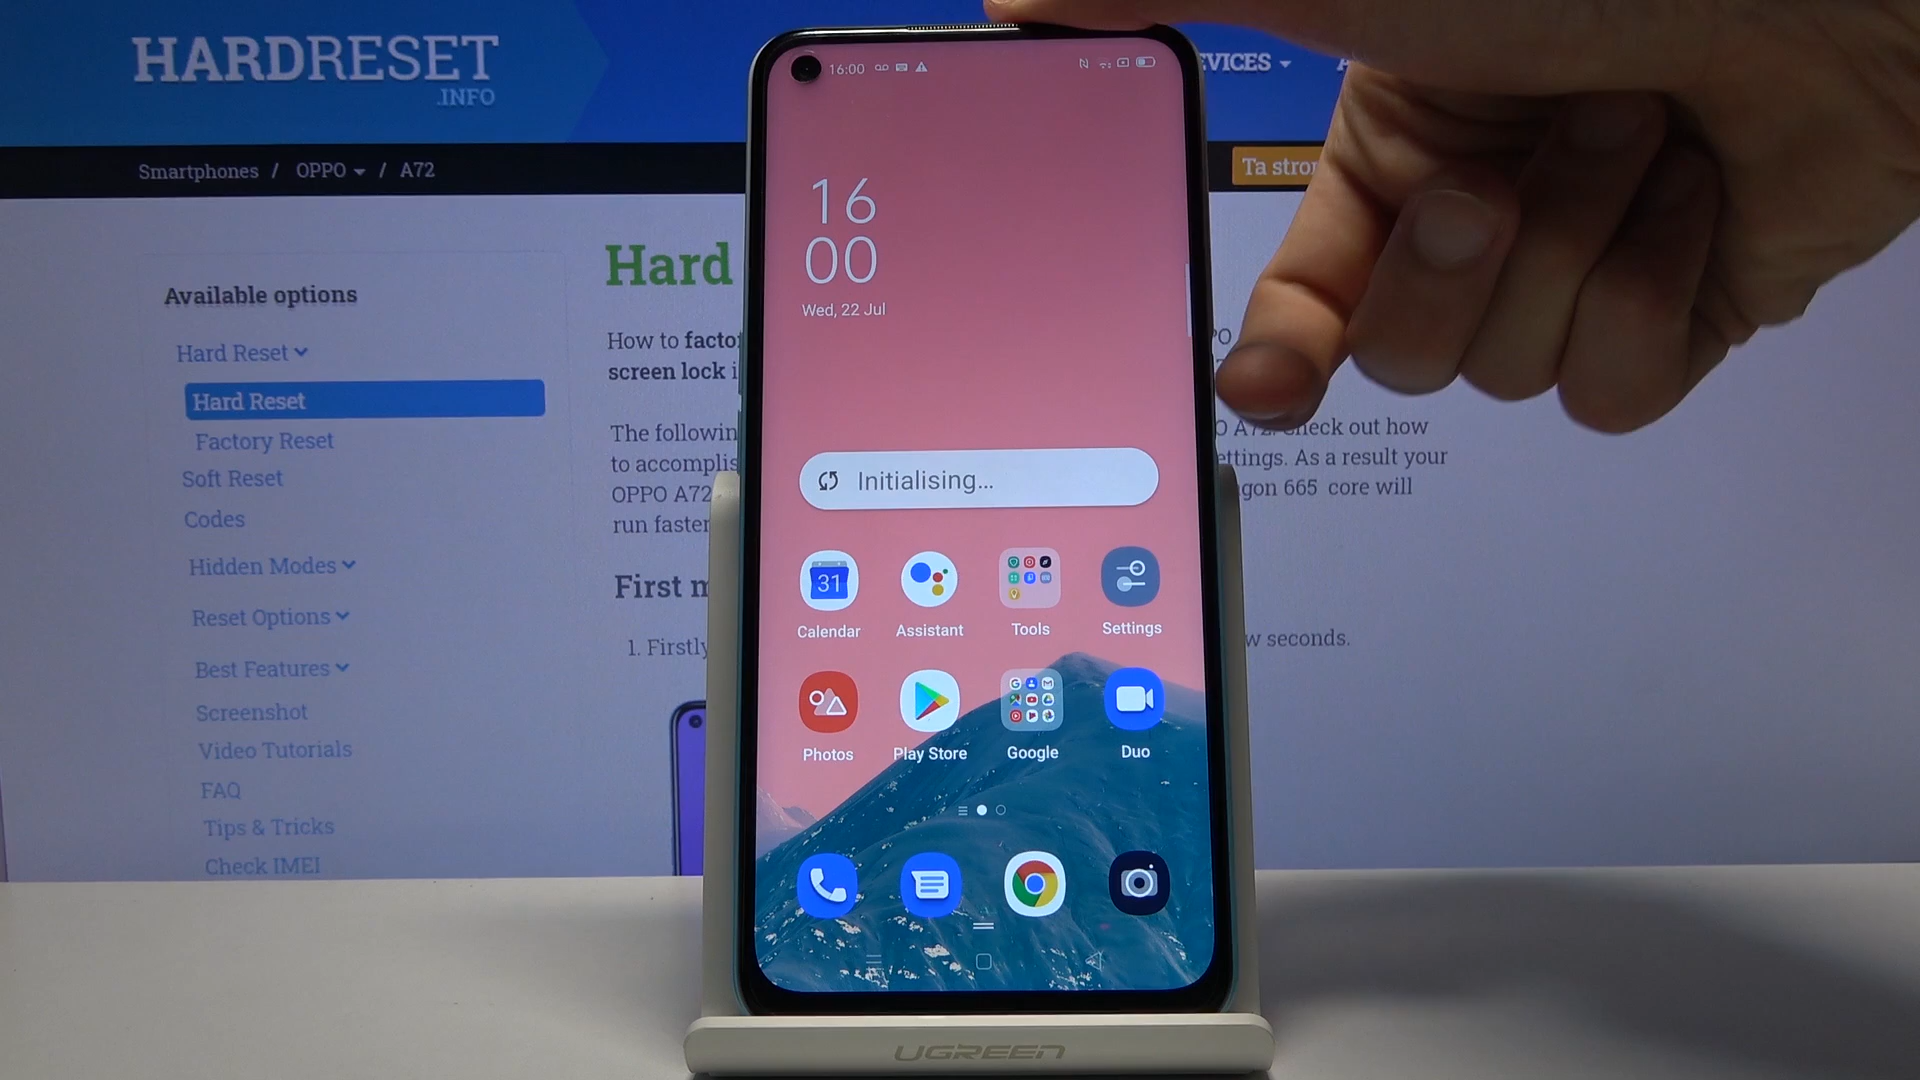 HARDRESET
.INFO
EVICES
Smartphones / OPPO / A72
Ta stro
Available options
Hard Reset
Hard Reset
Factory Reset
Soft Reset
Codes
Hidden Modes
Reset Options
Best Features
Screenshot
Video Tutorials
FAQ
Tips & Tricks
Check IMEI
Hard
How to facto
screen lock i
The followin
to accomplis
OPPO A72
run faster
First m
1. Firstly
O A72. Check out how
ettings. As a result your
gon 665 core will
w seconds.
16:00
16
00
Wed, 22 Jul
Initialising...
31
Calendar
Assistant
Tools
Settings
Photos
Play Store
Google
Duo
UGREEN